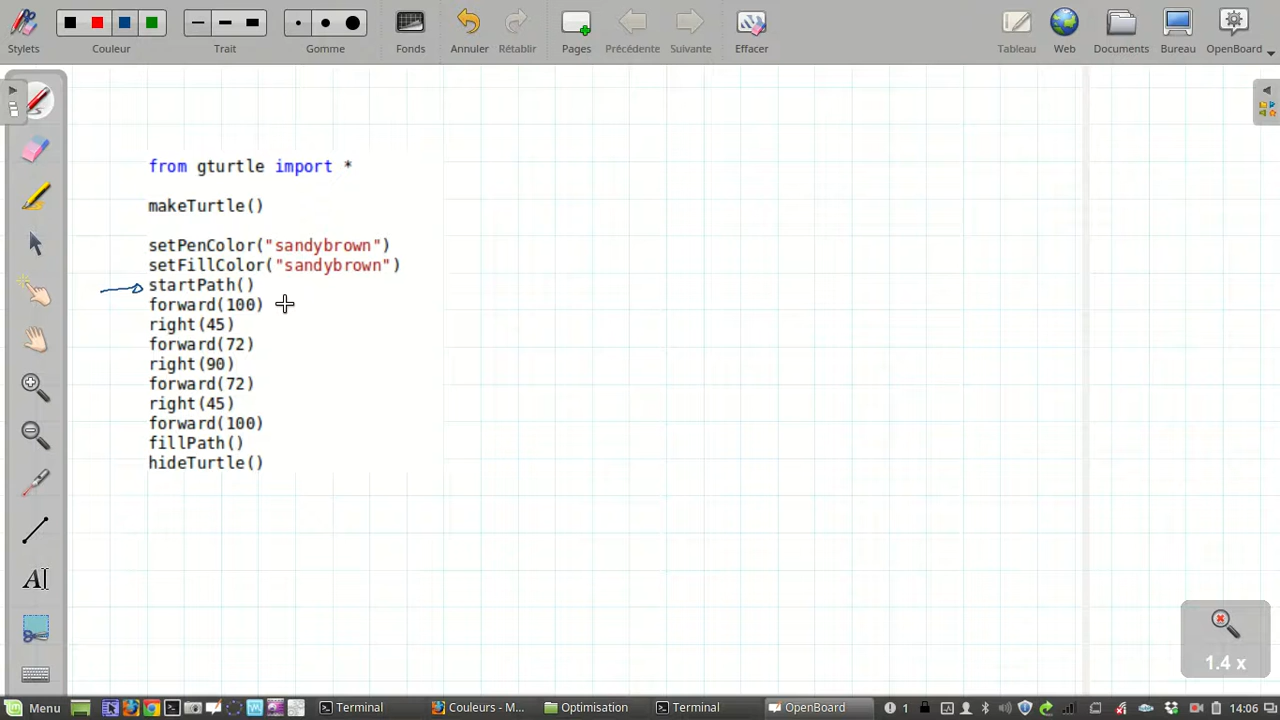 Stylets
Couleur
Trait
Gomme
Fonds
Annuler
Rétablir
Pages
Précédente
Suivante
Effacer
Tableau
Web
Documents
Bureau
OpenBoard
from gturtle import *
makeTurtle()
setPenColor("sandybrown")
setFillColor("sandybrown")
startPath()
forward(100)
right(45)
forward(72)
right(90)
forward(72)
right(45)
forward(100)
fillPath()
hideTurtle()
A
1.4 x
Menu
Terminal
Couleurs - M...
Optimisation
Terminal
OpenBoard
1
14:06